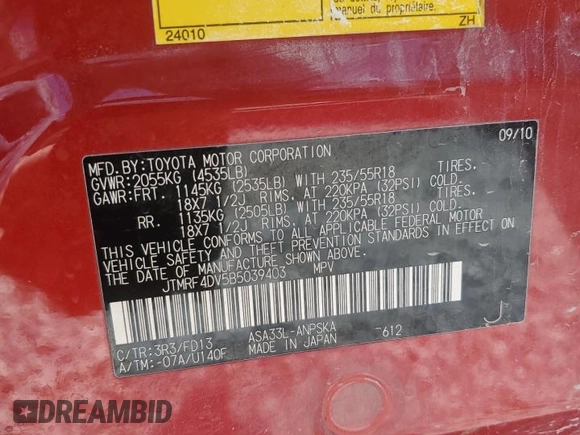 manuel du propriétaire.
24010
ZH
09/10
MFD.BY:TOYOTA MOTOR CORPORATION
GVWR:2055KG (4535LB)
GAWR:FRT. 1145KG (2535LB) WITH 235/55R18 TIRES.
18X7 1/2J RIMS. AT 220KPA (32PSI) COLD.
RR. 1135KG (2505LB) WITH 235/55R18 TIRES.
18X7 1/2J RIMS. AT 220KPA (32PSI) COLD.
THIS VEHICLE CONFORMS TO ALL APPLICABLE FEDERAL MOTOR
VEHICLE SAFETY AND THEFT PREVENTION STANDARDS IN EFFECT ON
THE DATE OF MANUFACTURE SHOWN ABOVE.
JTMRF4DV5B5039403 MPV
C/TR:3R3/FD13 ASA33L-ANPSKA 612
A/TM:-07A/U140F MADE IN JAPAN
DREAMBID